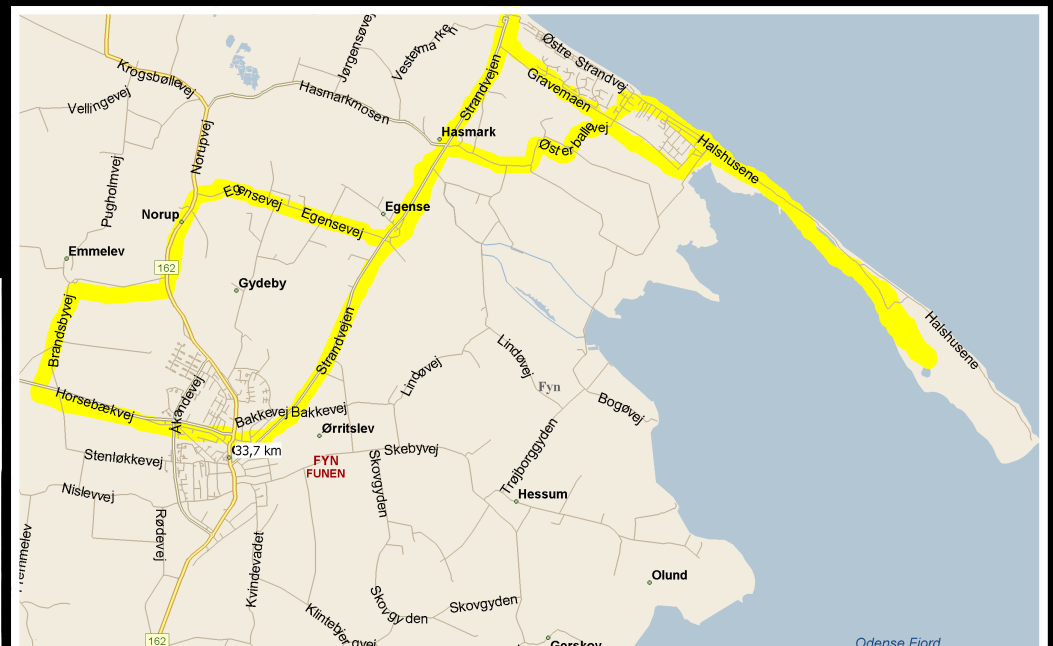 Østre Strandvej
Jørgensøvej
Vestermarken
Krogsbøllevej
Gravemaen
Strandvejen
Vellingevej
Hasmarkmosen
Hasmark
Østerballevej
Norupvej
Halshusene
Pugholmvej
Egensevej
Egensevej
Egense
Norup
Emmelev
162
Gydeby
Brandsbyvej
Strandvejen
Halshusene
Lindøvej
Lindøvej
Fyn
Horsebækvej
Åkandevej
Bakkevej
Bakkevej
Bogøvej
Ørritslev
33,7 km
Skebyvej
Stenløkkevej
FYN
FUNEN
Trøjborggyden
Skovgyden
Nislevvej
Hessum
Rødevej
Kvindevadet
Olund
Skovgyden
Skovgyden
162
Odense Fjord